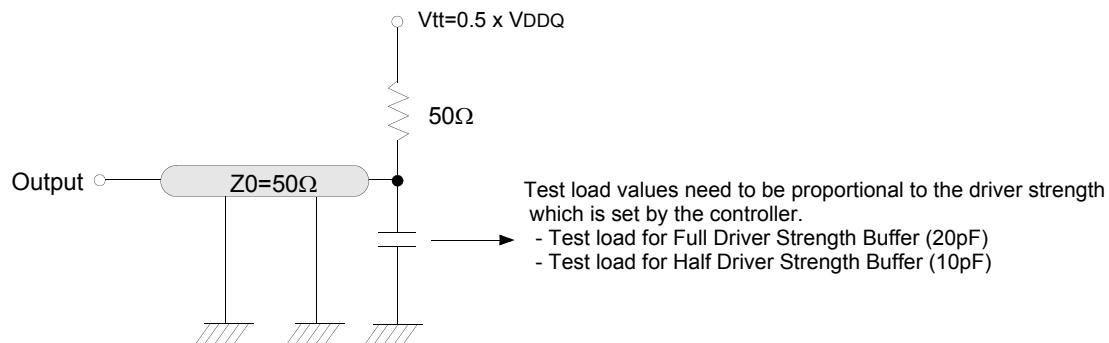 Vtt=0.5 x VDDQ
50Ω
Output
Z0=50Ω
Test load values need to be proportional to the driver strength
which is set by the controller.
- Test load for Full Driver Strength Buffer (20pF)
- Test load for Half Driver Strength Buffer (10pF)